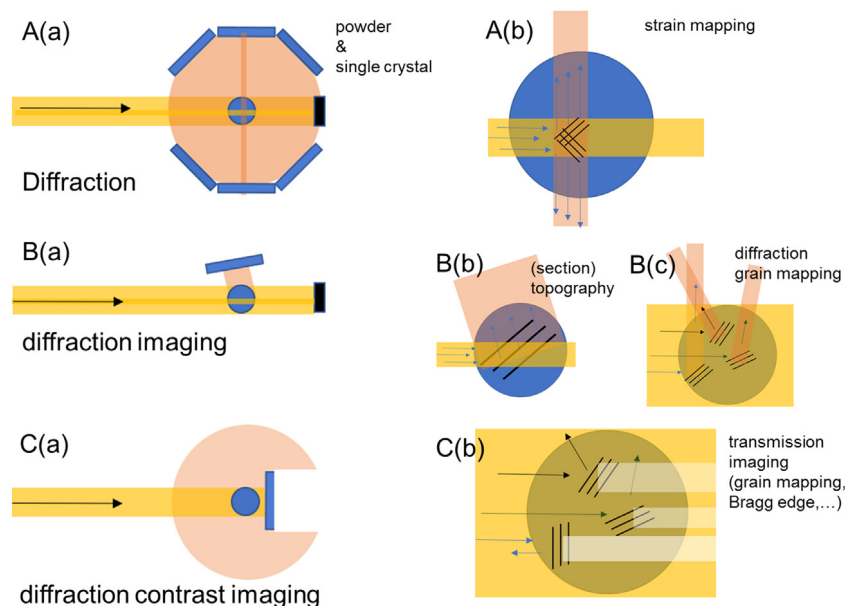 A(a)
powder
&
single crystal
A(b)
strain mapping
Diffraction
B(a)
diffraction imaging
B(b)
(section)
topography
B(c)
diffraction
grain mapping
C(a)
diffraction contrast imaging
C(b)
transmission
imaging
(grain mapping,
Bragg edge,...)